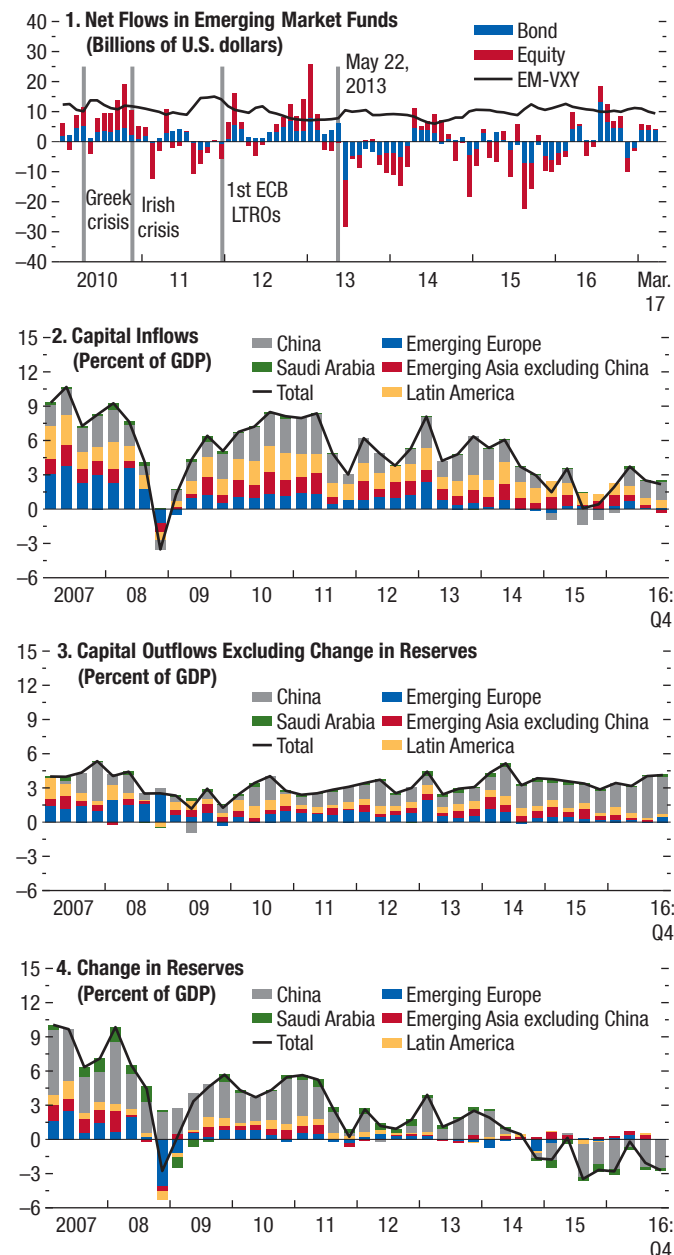 1. Net Flows in Emerging Market Funds
(Billions of U.S. dollars)
Bond
Equity
EM-VXY
May 22,
2013
Greek
crisis
Irish
crisis
1st ECB
LTROs
40
30
20
10
0
–10
–20
–30
–40
2010 11 12 13 14 15 16 Mar.
17
2. Capital Inflows
(Percent of GDP)
China Emerging Europe
Saudi Arabia Emerging Asia excluding China
Total Latin America
15
12
9
6
3
0
–3
–6
2007 08 09 10 11 12 13 14 15 16:
Q4
3. Capital Outflows Excluding Change in Reserves
(Percent of GDP)
China Emerging Europe
Saudi Arabia Emerging Asia excluding China
Total Latin America
15
12
9
6
3
0
–3
–6
2007 08 09 10 11 12 13 14 15 16:
Q4
4. Change in Reserves
(Percent of GDP)
China Emerging Europe
Saudi Arabia Emerging Asia excluding China
Total Latin America
15
12
9
6
3
0
–3
–6
2007 08 09 10 11 12 13 14 15 16:
Q4